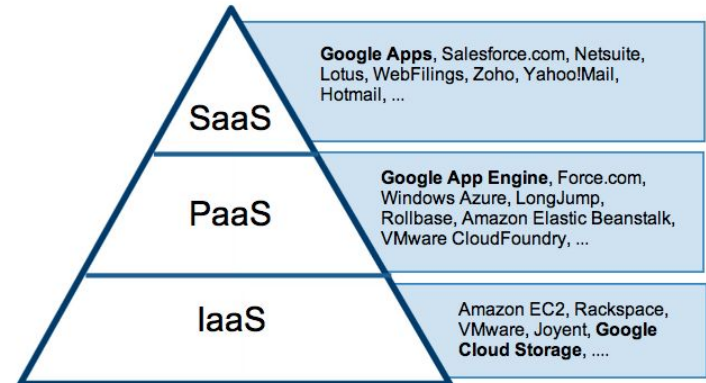 Google Apps, Salesforce.com, Netsuite,
Lotus, WebFilings, Zoho, Yahoo!Mail,
Hotmail, ...
SaaS
Google App Engine, Force.com,
Windows Azure, LongJump,
Rollbase, Amazon Elastic Beanstalk,
VMware CloudFoundry, ...
PaaS
Amazon EC2, Rackspace,
VMware, Joyent, Google
Cloud Storage, ....
IaaS